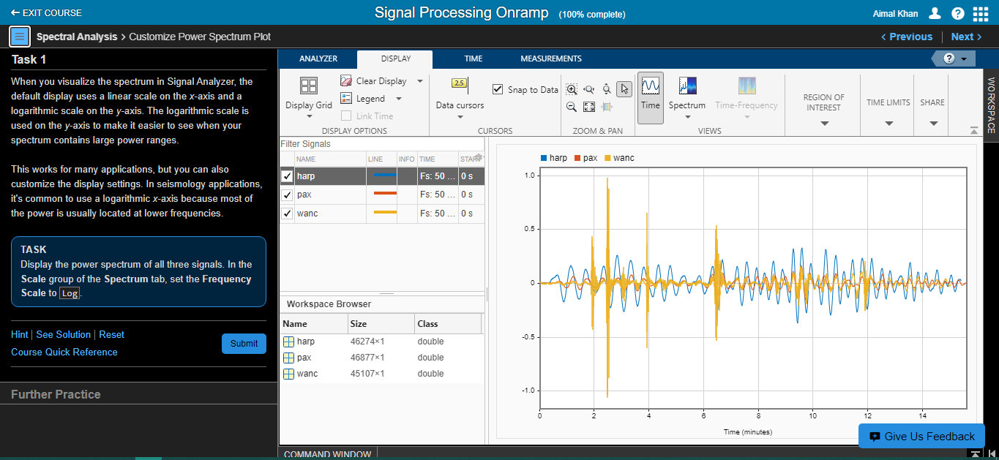 EXIT COURSE
Signal Processing Onramp (100% complete)
Aimal Khan
Spectral Analysis > Customize Power Spectrum Plot
< Previous | Next >
Task 1
When you visualize the spectrum in Signal Analyzer, the
default display uses a linear scale on the x-axis and a
logarithmic scale on the y-axis. The logarithmic scale is
used on the y-axis to make it easier to see when your
spectrum contains large power ranges.
This works for many applications, but you can also
customize the display settings. In seismology applications,
it's common to use a logarithmic x-axis because most of
the power is usually located at lower frequencies.
TASK
Display the power spectrum of all three signals. In the
Scale group of the Spectrum tab, set the Frequency
Scale to Log.
Hint | See Solution | Reset
Course Quick Reference
Submit
Further Practice
ANALYZER DISPLAY TIME MEASUREMENTS
?
Display Grid
Clear Display
Legend
Link Time
DISPLAY OPTIONS
2.5
Data cursors
Snap to Data
CURSORS
ZOOM & PAN
Time
Spectrum
Time-Frequency
VIEWS
REGION OF
INTEREST
TIME LIMITS
SHARE
WORKSPACE
Filter Signals
NAME LINE INFO TIME START
harp Fs: 50 ... 0 s
pax Fs: 50 ... 0 s
wanc Fs: 50 ... 0 s
Workspace Browser
Name Size Class
harp 46274×1 double
pax 46877×1 double
wanc 45107×1 double
harp pax wanc
1.0
0.5
0
-0.5
-1.0
0 2 4 6 8 10 12 14
Time (minutes)
Give Us Feedback
COMMAND WINDOW